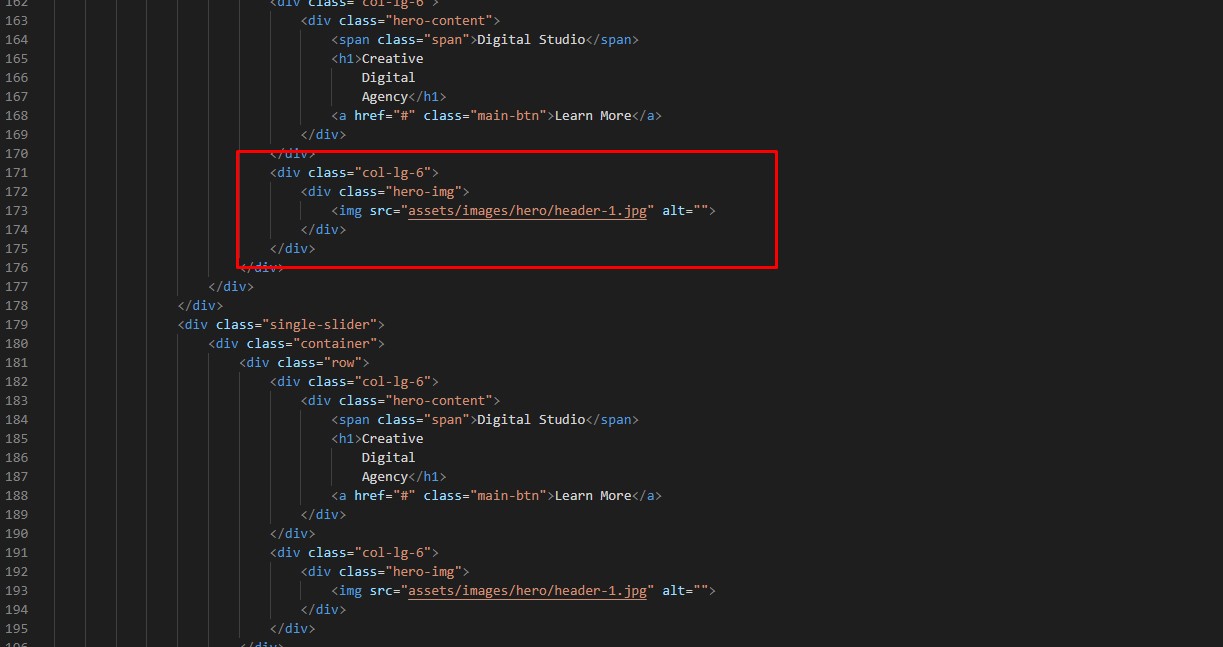 162 <div class="col-lg-6">
163 <div class="hero-content">
164 <span class="span">Digital Studio</span>
165 <h1>Creative
166 Digital
167 Agency</h1>
168 <a href="#" class="main-btn">Learn More</a>
169 </div>
170 </div>
171 <div class="col-lg-6">
172 <div class="hero-img">
173 <img src="assets/images/hero/header-1.jpg" alt="">
174 </div>
175 </div>
176 </div>
177 </div>
178 </div>
179 <div class="single-slider">
180 <div class="container">
181 <div class="row">
182 <div class="col-lg-6">
183 <div class="hero-content">
184 <span class="span">Digital Studio</span>
185 <h1>Creative
186 Digital
187 Agency</h1>
188 <a href="#" class="main-btn">Learn More</a>
189 </div>
190 </div>
191 <div class="col-lg-6">
192 <div class="hero-img">
193 <img src="assets/images/hero/header-1.jpg" alt="">
194 </div>
195 </div>
196 </div>